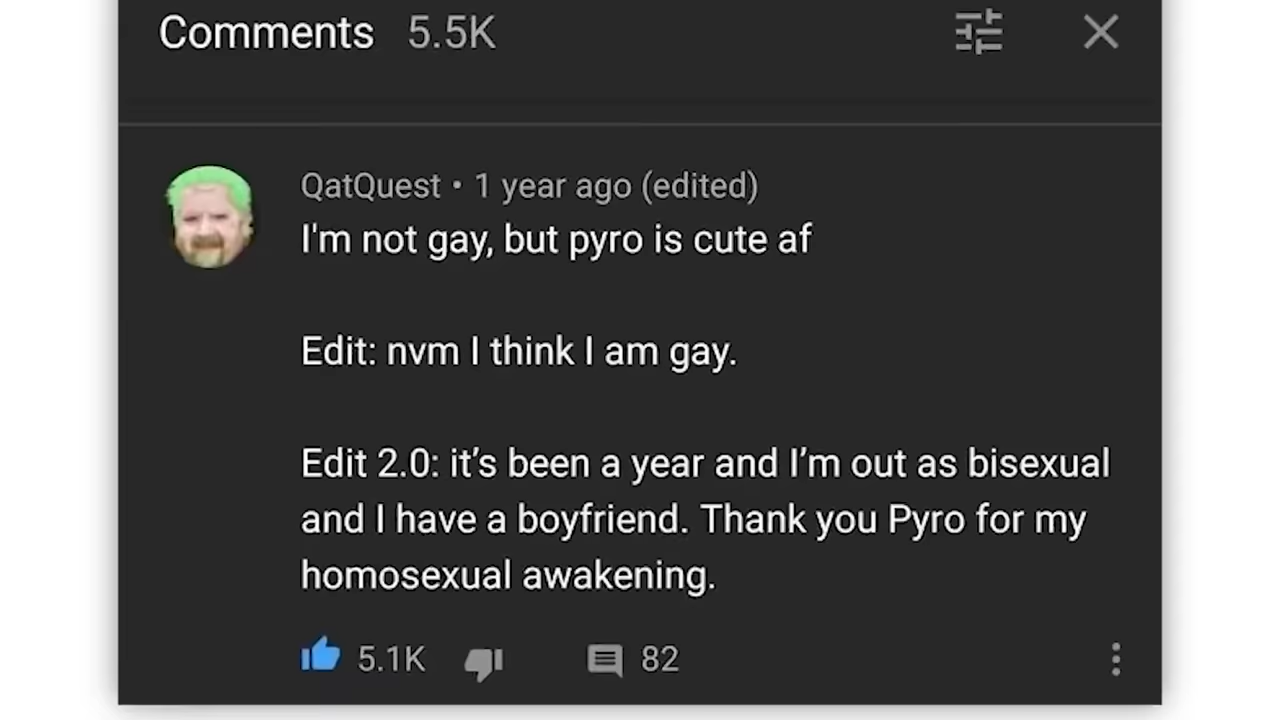 Comments 5.5K
QatQuest • 1 year ago (edited)
I'm not gay, but pyro is cute af
Edit: nvm I think I am gay.
Edit 2.0: it’s been a year and I’m out as bisexual
and I have a boyfriend. Thank you Pyro for my
homosexual awakening.
5.1K 82